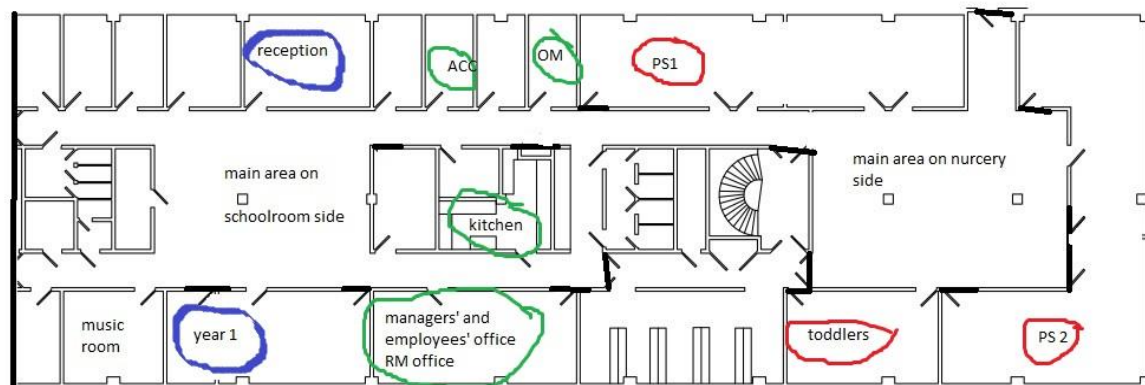 reception
ACC
OM
PS1
main area on
schoolroom side
main area on nurcery
side
kitchen
music
room
year 1
managers' and
employees' office
RM office
toddlers
PS 2